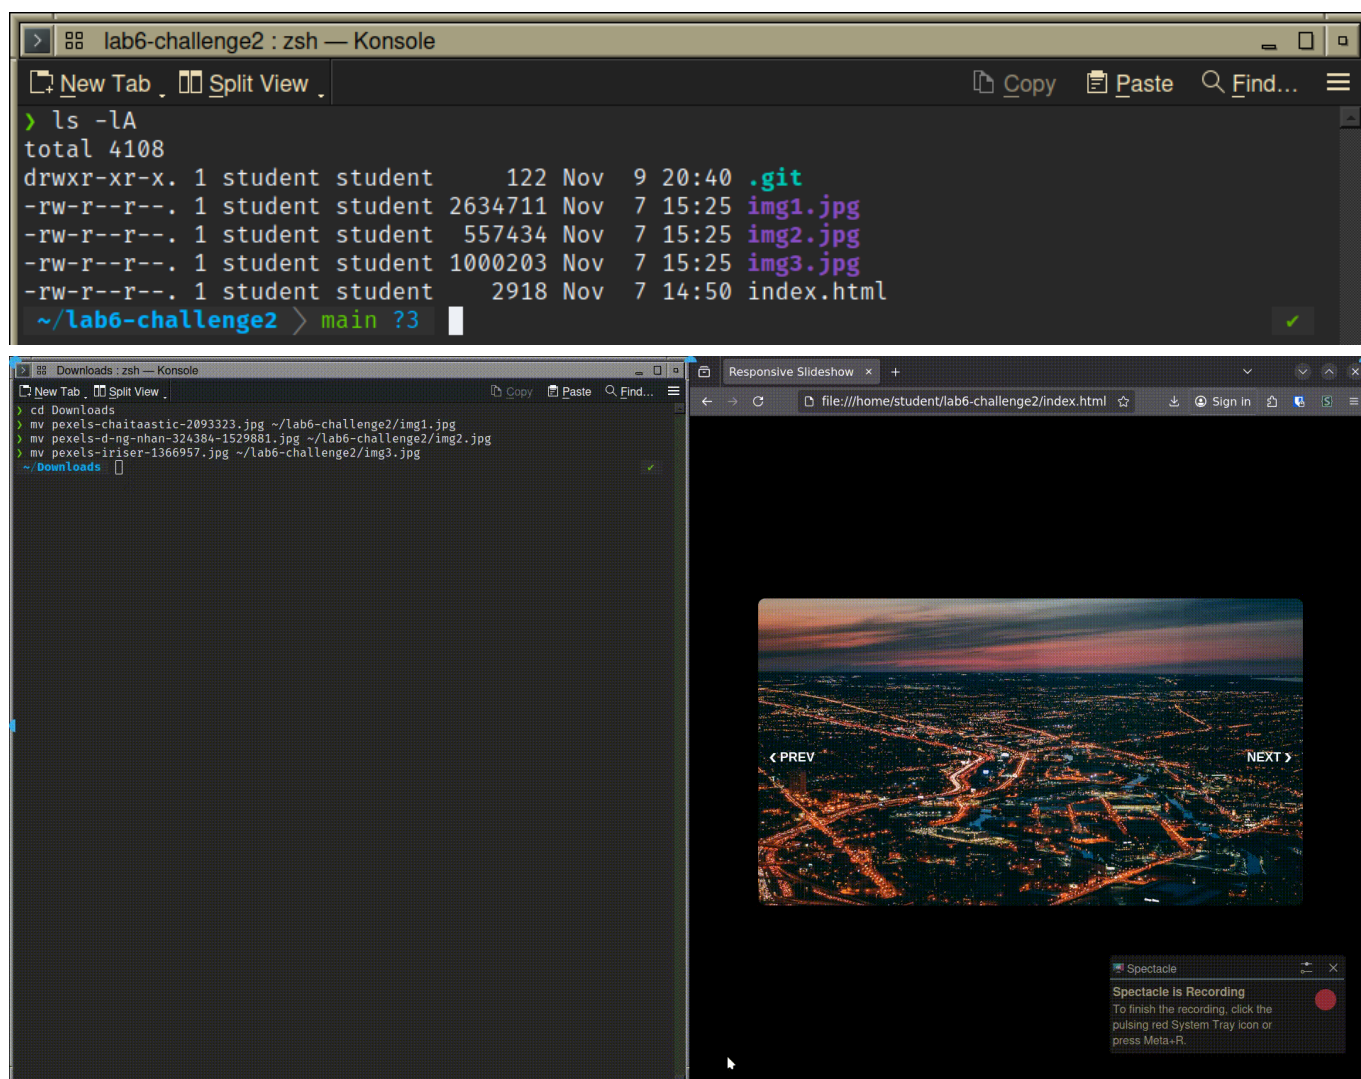 lab6-challenge2 : zsh — Konsole
New Tab Split View Copy Paste Find...
❯ ls -lA
total 4108
drwxr-xr-x. 1 student student     122 Nov  9 20:40 .git
-rw-r--r--. 1 student student 2634711 Nov  7 15:25 img1.jpg
-rw-r--r--. 1 student student  557434 Nov  7 15:25 img2.jpg
-rw-r--r--. 1 student student 1000203 Nov  7 15:25 img3.jpg
-rw-r--r--. 1 student student    2918 Nov  7 14:50 index.html
~/lab6-challenge2 〉 main ?3 ✔
Downloads : zsh — Konsole
New Tab Split View Copy Paste Find...
❯ cd Downloads
❯ mv pexels-chaitaastic-2093323.jpg ~/lab6-challenge2/img1.jpg
❯ mv pexels-d-ng-nhan-324384-1529881.jpg ~/lab6-challenge2/img2.jpg
❯ mv pexels-iriser-1366957.jpg ~/lab6-challenge2/img3.jpg
~/Downloads ✔
Responsive Slideshow × +
file:///home/student/lab6-challenge2/index.html Sign in
❮ PREV NEXT ❯
Spectacle
Spectacle is Recording
To finish the recording, click the
pulsing red System Tray icon or
press Meta+R.